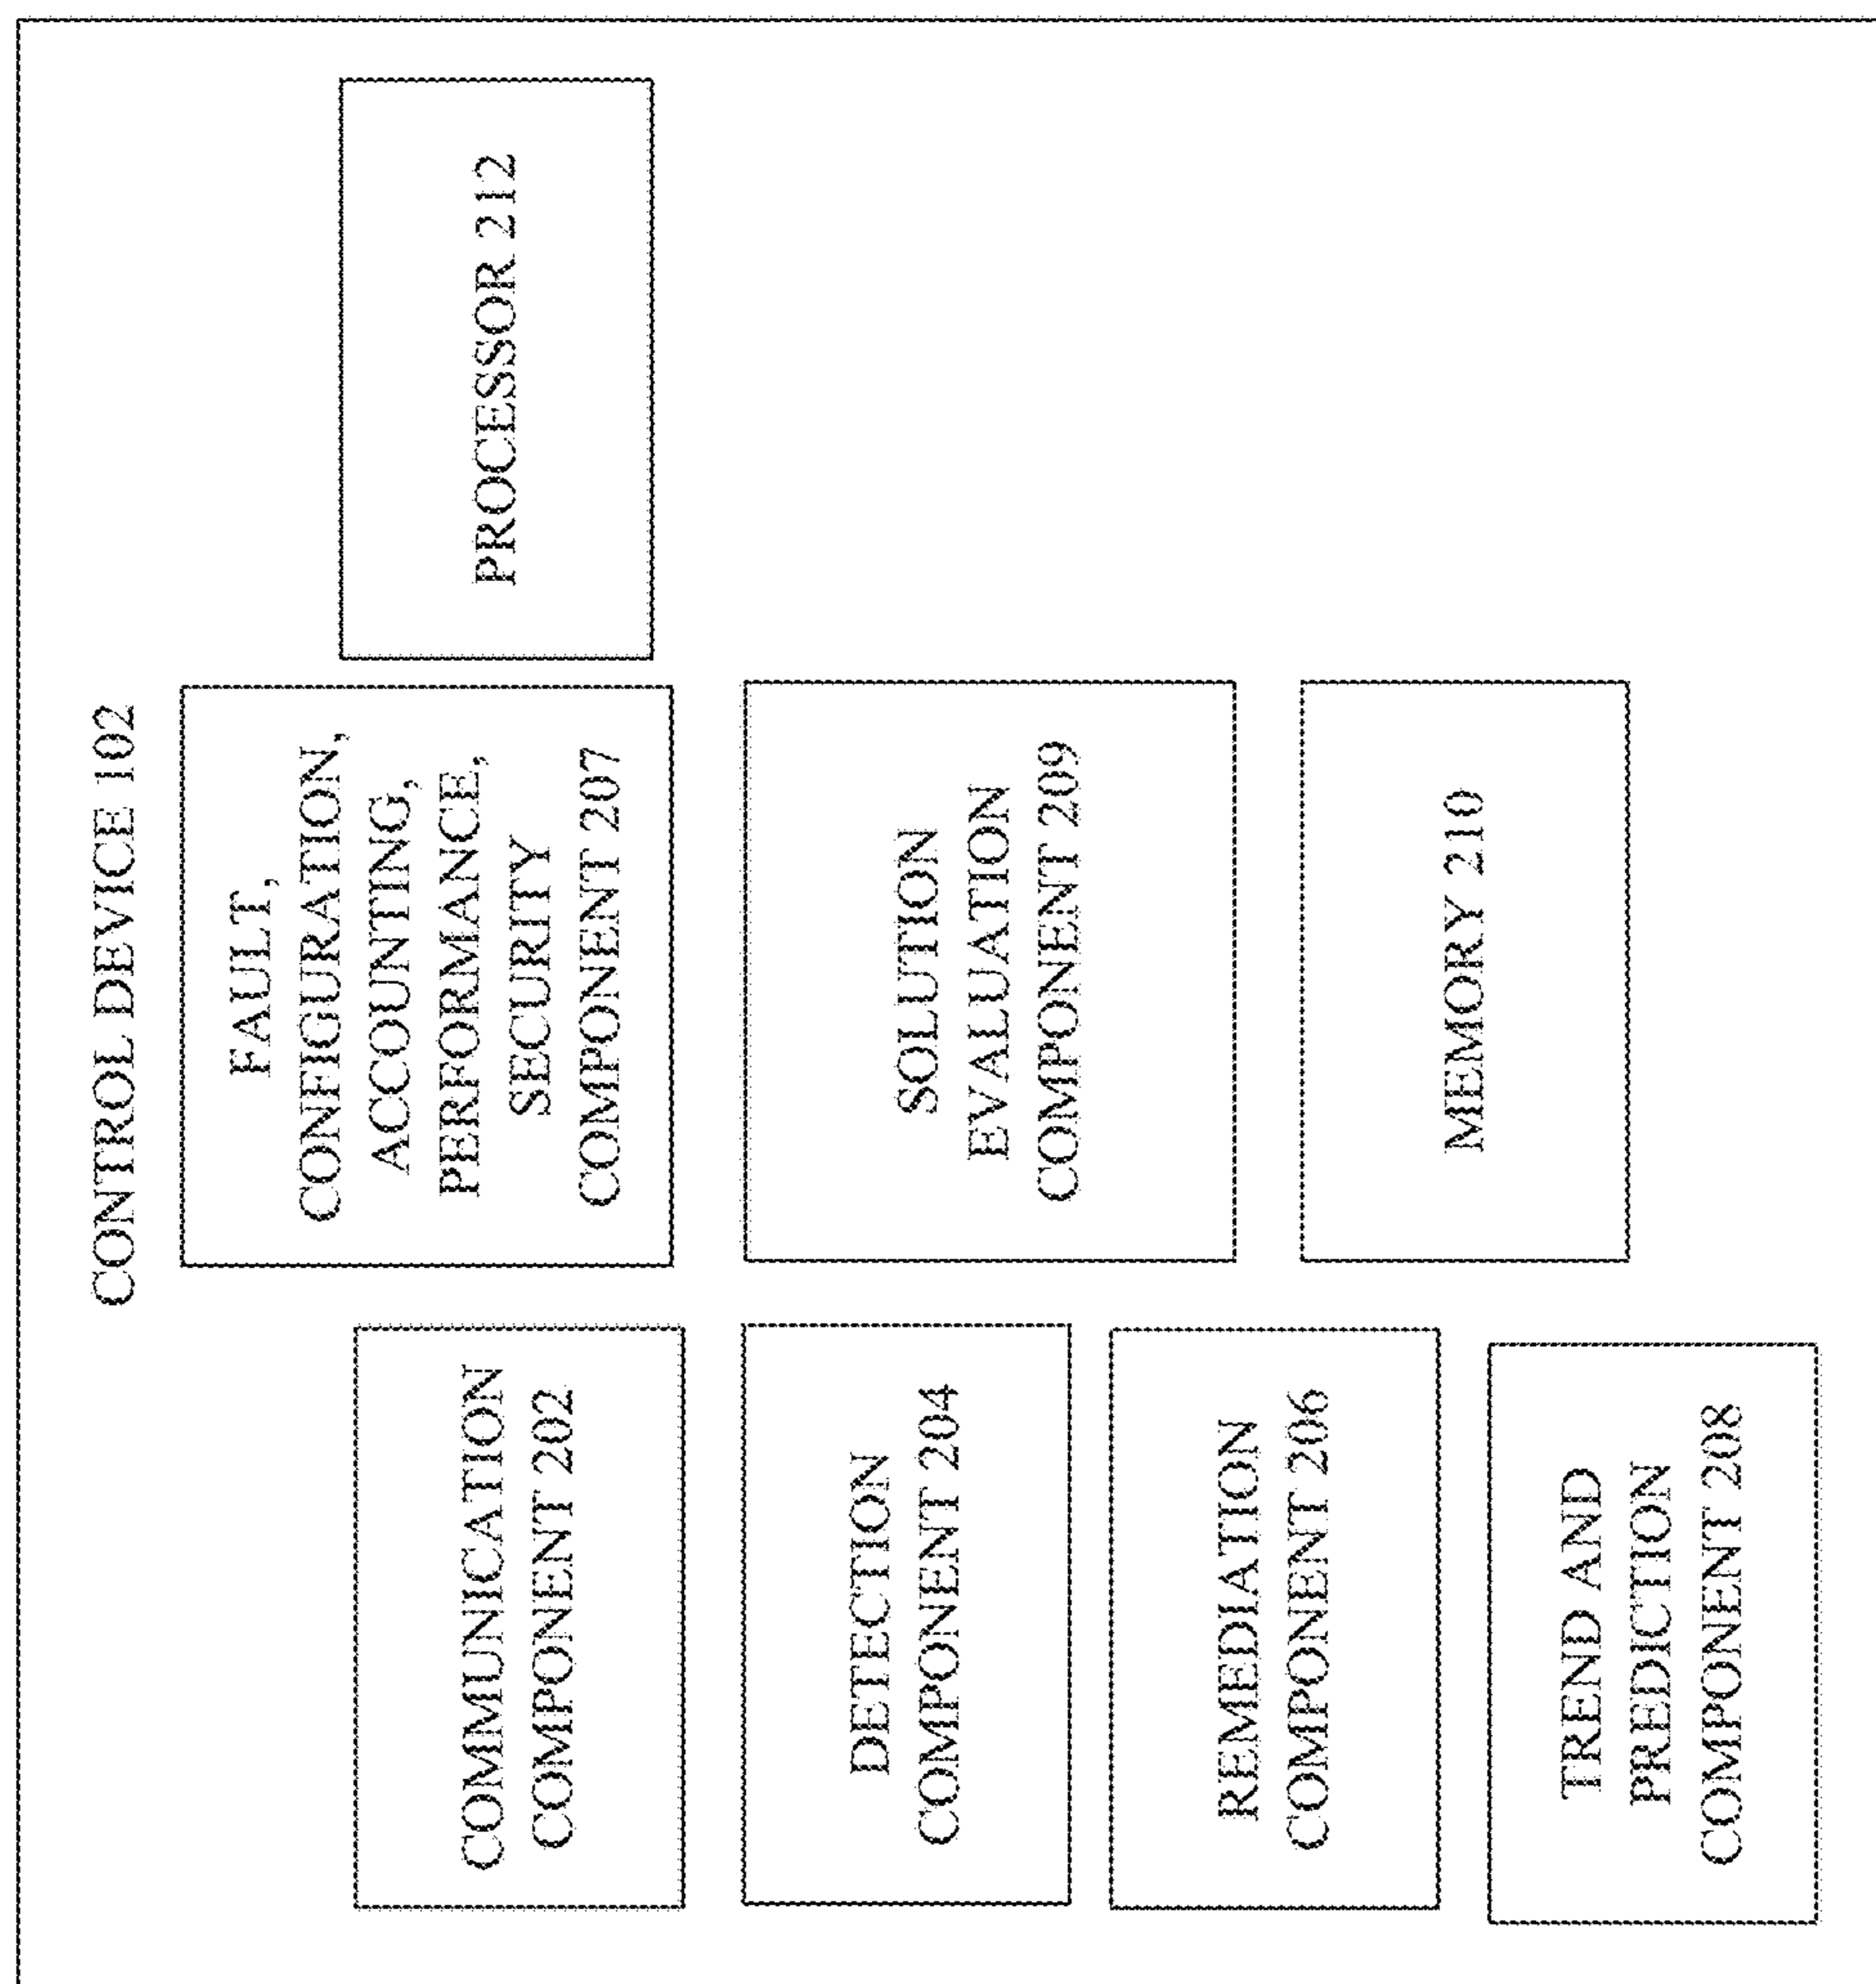 CONTROL DEVICE 102
COMMUNICATION
COMPONENT 202
DETECTION
COMPONENT 204
REMEDIATION
COMPONENT 206
TREND AND
PREDICTION
COMPONENT 208
FAULT,
CONFIGURATION,
ACCOUNTING,
PERFORMANCE,
SECURITY
COMPONENT 207
SOLUTION
EVALUATION
COMPONENT 209
MEMORY 210
PROCESSOR 212